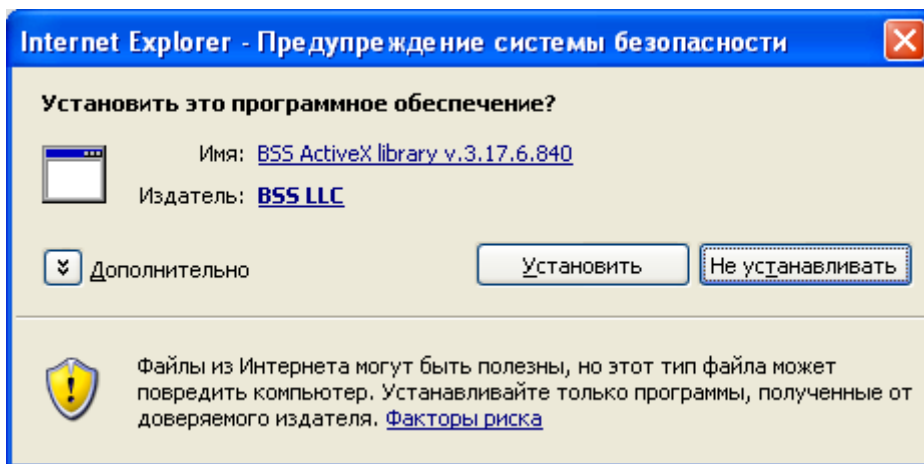 Internet Explorer - Предупреждение системы безопасности
Установить это программное обеспечение?
Имя: BSS ActiveX library v.3.17.6.840
Издатель: BSS LLC
Дополнительно
Установить
Не устанавливать
Файлы из Интернета могут быть полезны, но этот тип файла может
повредить компьютер. Устанавливайте только программы, полученные от
доверяемого издателя. Факторы риска